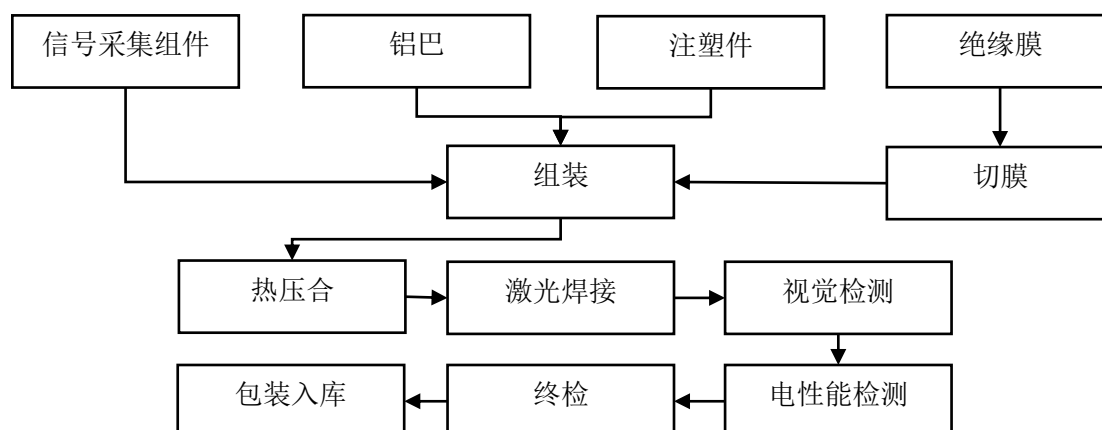 信号采集组件
铝巴
注塑件
绝缘膜
组装
切膜
热压合
激光焊接
视觉检测
包装入库
终检
电性能检测